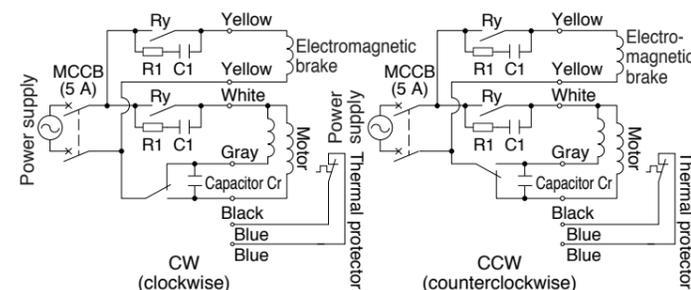 Ry
Yellow
R1 C1
Electromagnetic
brake
Yellow
MCCB
(5 A)
Power supply
Ry
White
R1 C1
Motor
Gray
Capacitor Cr
Thermal protector
Black
Blue
Blue
CW
(clockwise)
Ry
Yellow
R1 C1
Electro-
magnetic
brake
Yellow
MCCB
(5 A)
Power
supply
Ry
White
R1 C1
Motor
Gray
Capacitor Cr
Thermal protector
Black
Blue
Blue
CCW
(counterclockwise)